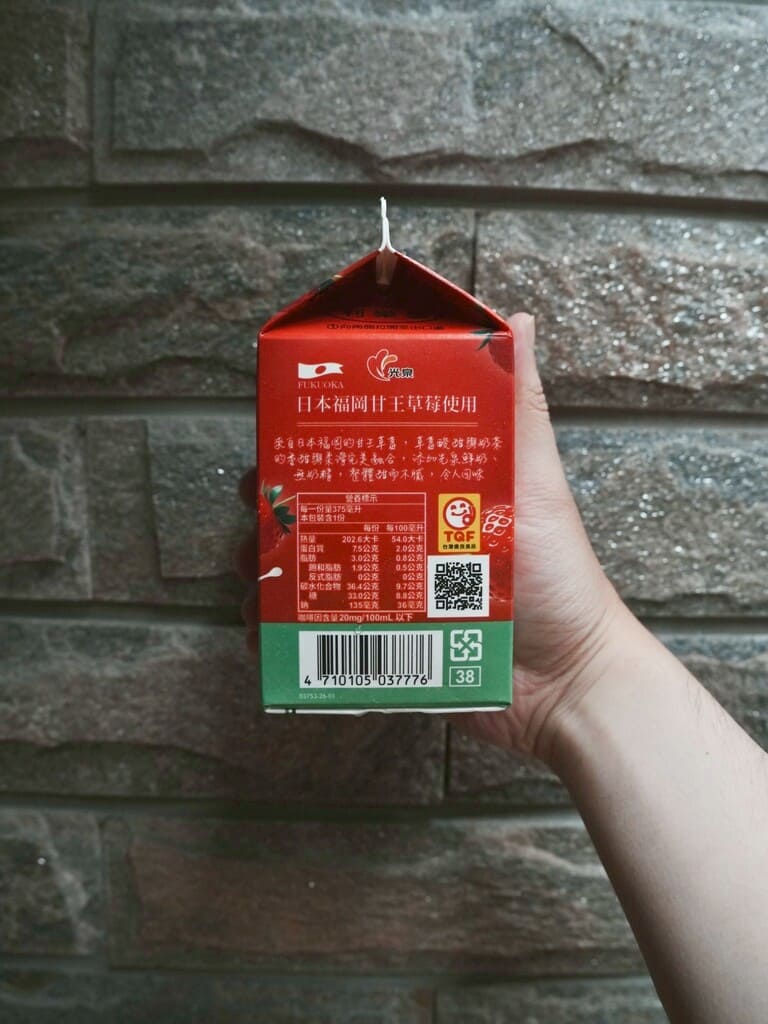 FUKUOKA
光泉
日本福岡甘王草莓使用
來自日本福岡的甘王草莓，草莓酸甜與奶茶
的香甜與柔滑完美融合，添加光泉鮮奶、
無奶精，整體甜而不膩，令人回味
營養標示
每一份量375毫升
本包裝含1份
每份 每100毫升
熱量 202.6大卡 54.0大卡
蛋白質 7.5公克 2.0公克
脂肪 3.0公克 0.8公克
飽和脂肪 1.9公克 0.5公克
反式脂肪 0公克 0公克
碳水化合物 36.4公克 9.7公克
糖 33.0公克 8.8公克
鈉 135毫克 36毫克
咖啡因含量20mg/100mL 以下
TQF
台灣優良食品
4 710105 037776
38